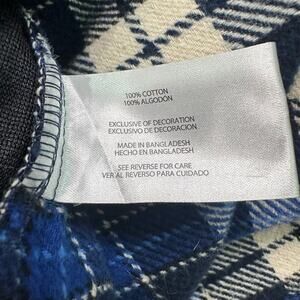 100% COTTON
100% ALGODÓN
EXCLUSIVE OF DECORATION
EXCLUSIVO DE DECORACION
MADE IN BANGLADESH
HECHO EN BANGLADESH
SEE REVERSE FOR CARE
VER AL REVERSO PARA CUIDADO